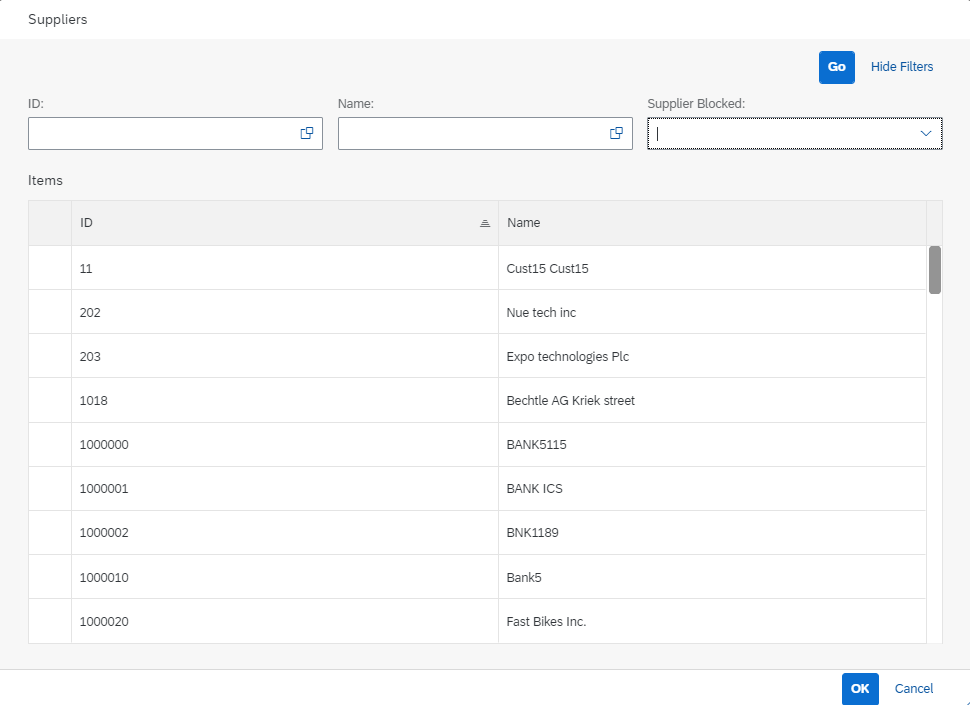 Suppliers
Go Hide Filters
ID: Name: Supplier Blocked:
Items
ID Name
11 Cust15 Cust15
202 Nue tech inc
203 Expo technologies Plc
1018 Bechtle AG Kriek street
1000000 BANK5115
1000001 BANK ICS
1000002 BNK1189
1000010 Bank5
1000020 Fast Bikes Inc.
OK Cancel